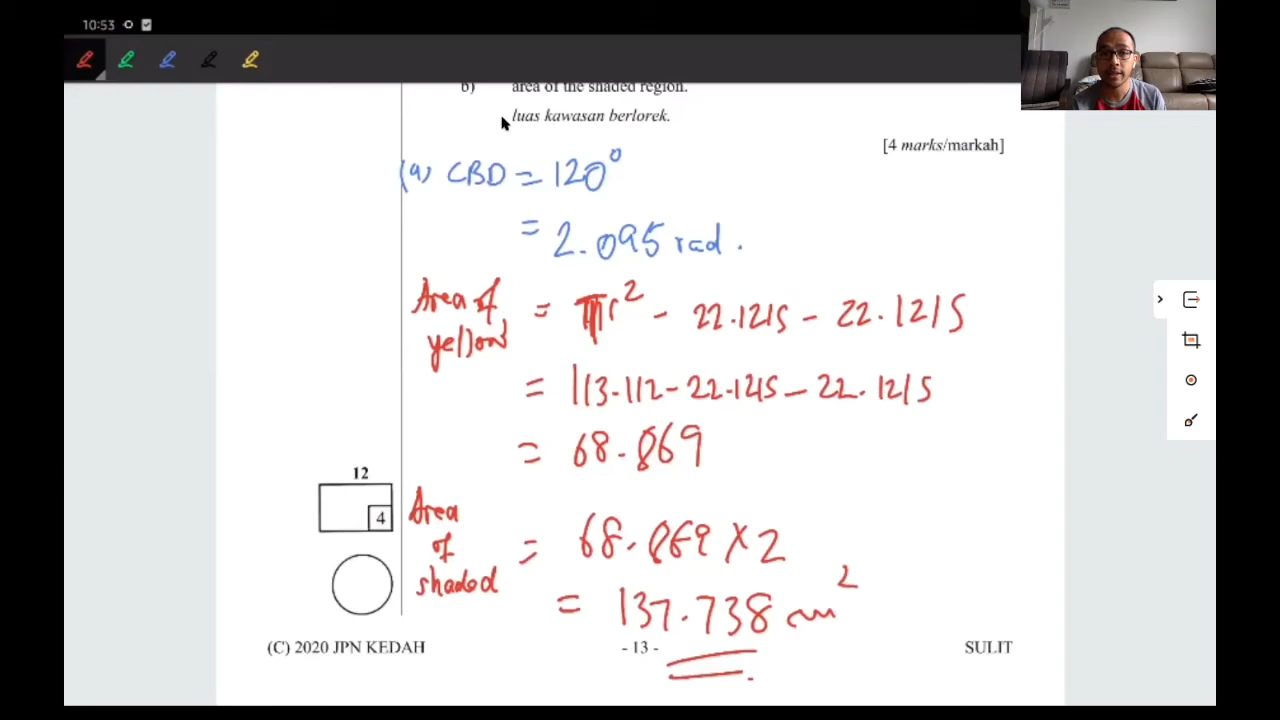 10:53
b) area of the shaded region.
luas kawasan berlorek.
[4 marks/markah]
(a) CBD = 120°
= 2.095 rad.
Area of yellow = πr² - 22.1215 - 22.1215
= 113.112 - 22.1215 - 22.1215
= 68.869
12
4
Area of shaded = 68.869 × 2
= 137.738 cm²
(C) 2020 JPN KEDAH - 13 - SULIT